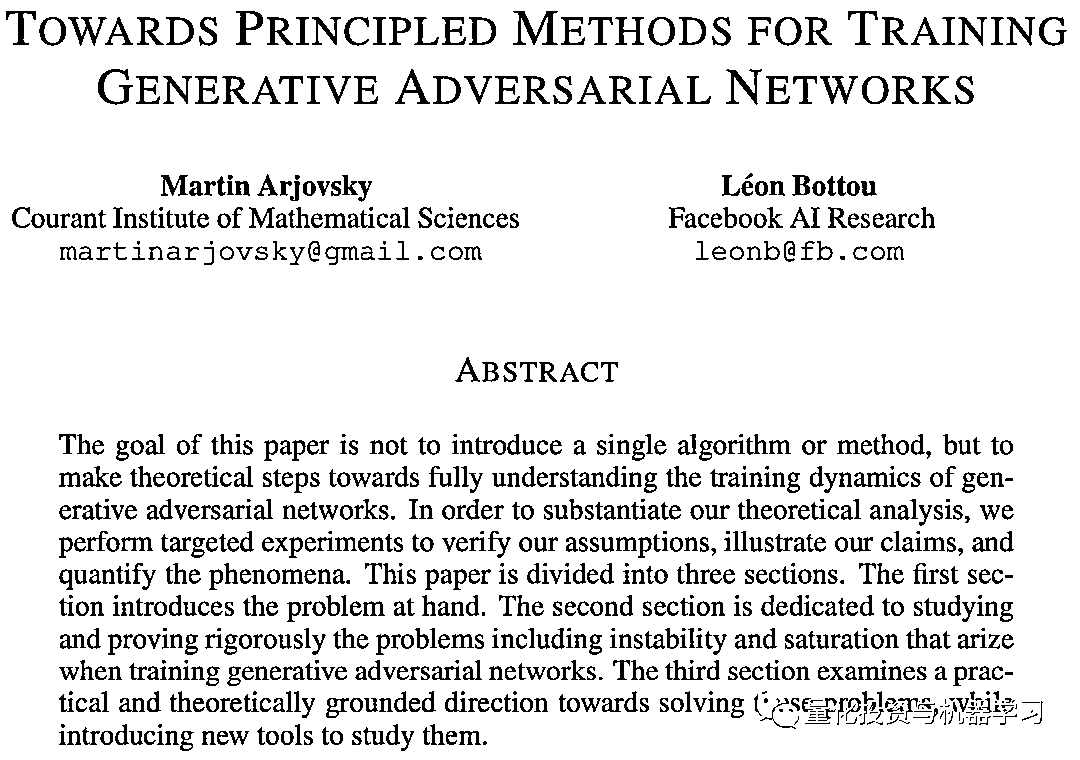 TOWARDS PRINCIPLED METHODS FOR TRAINING
GENERATIVE ADVERSARIAL NETWORKS
Martin Arjovsky
Courant Institute of Mathematical Sciences
martinarjovsky@gmail.com
Léon Bottou
Facebook AI Research
leonb@fb.com
ABSTRACT
The goal of this paper is not to introduce a single algorithm or method, but to
make theoretical steps towards fully understanding the training dynamics of gen-
erative adversarial networks. In order to substantiate our theoretical analysis, we
perform targeted experiments to verify our assumptions, illustrate our claims, and
quantify the phenomena. This paper is divided into three sections. The first sec-
tion introduces the problem at hand. The second section is dedicated to studying
and proving rigorously the problems including instability and saturation that arize
when training generative adversarial networks. The third section examines a prac-
tical and theoretically grounded direction towards solving these problems, while
introducing new tools to study them.
量化投资与机器学习